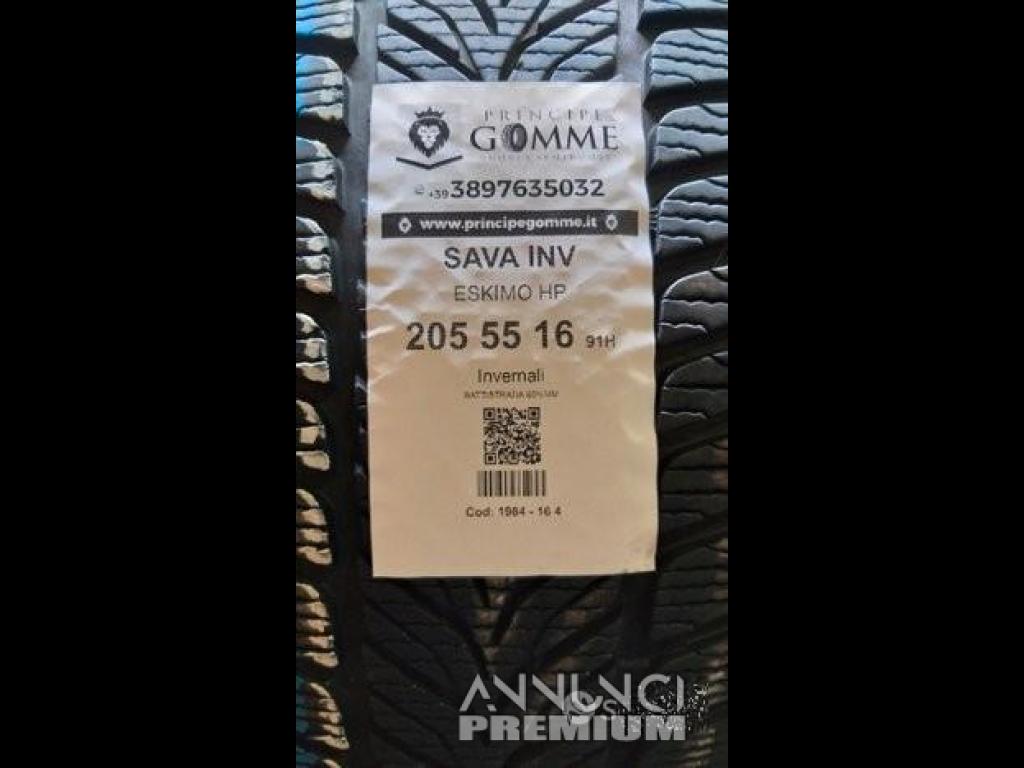 PRINCIPE
GOMME
+39 3897635032
www.principegomme.it
SAVA INV
ESKIMO HP
205 55 16 91H
Invernali
BATTISTRADA
Cod: 1984 - 16 4
ANNUNCI
PREMIUM